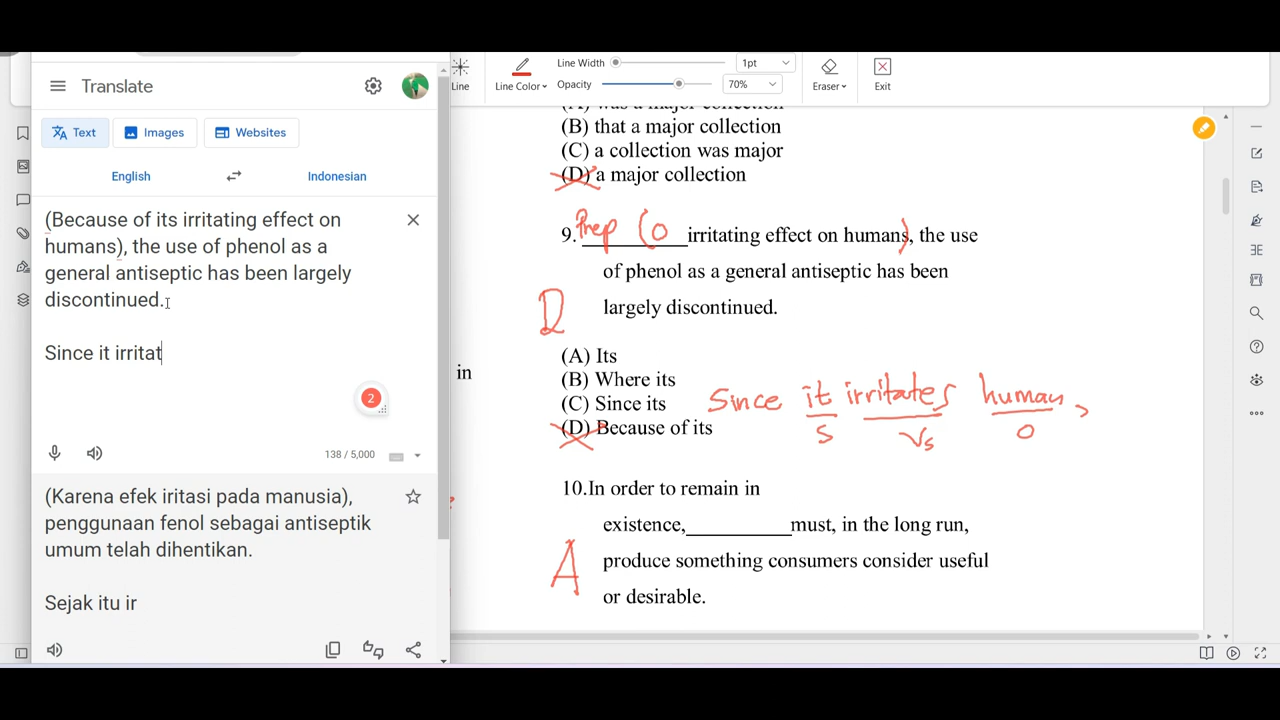 Translate
Text
Images
Websites
English
Indonesian
(Because of its irritating effect on
humans), the use of phenol as a
general antiseptic has been largely
discontinued.
Since it irritat
2
138 / 5,000
(Karena efek iritasi pada manusia),
penggunaan fenol sebagai antiseptik
umum telah dihentikan.
Sejak itu ir
Line
Line Color
Line Width
1pt
Opacity
70%
Eraser
Exit
(B) that a major collection
(C) a collection was major
(D) a major collection
9. Prep (O irritating effect on humans), the use
of phenol as a general antiseptic has been
D
largely discontinued.
in
(A) Its
(B) Where its
(C) Since its
(D) Because of its
Since it irritates human,
S Vs O
10.In order to remain in
existence,__________must, in the long run,
A
produce something consumers consider useful
or desirable.